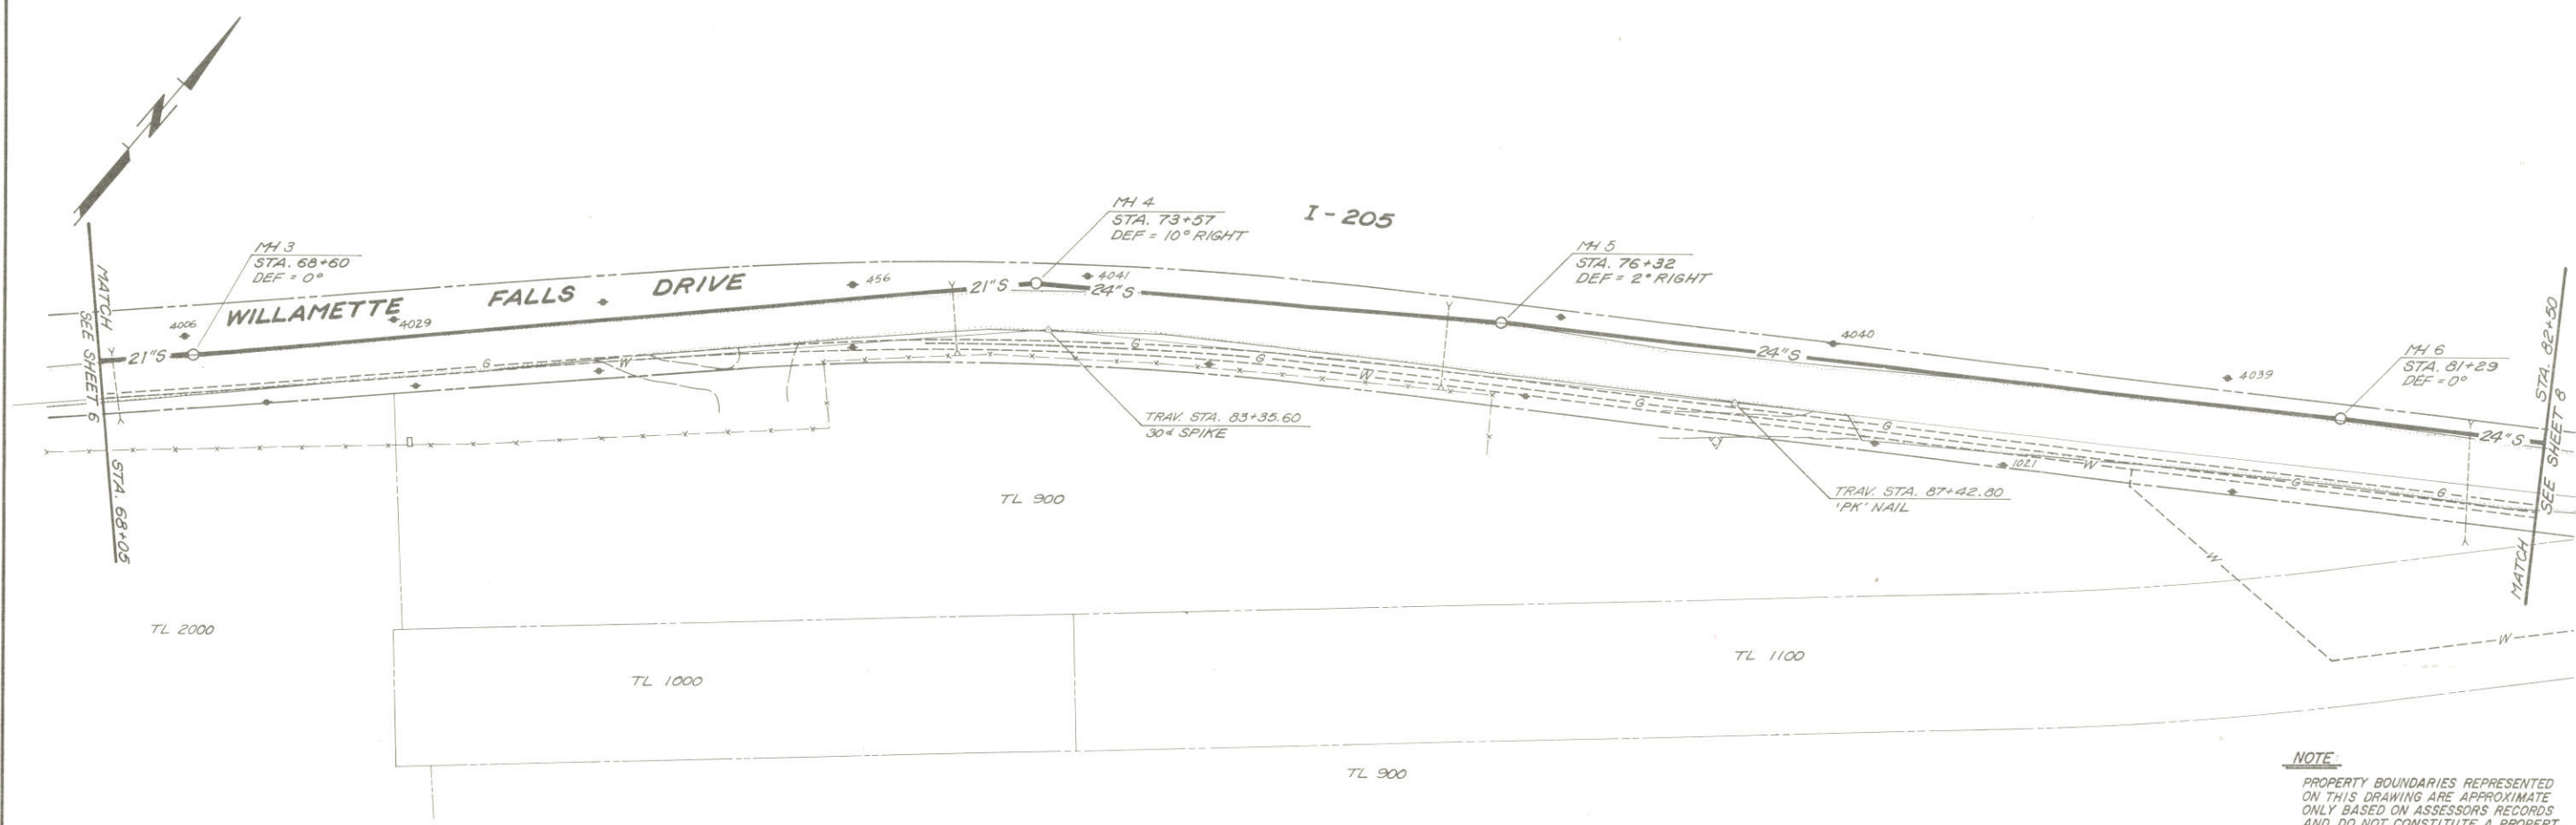 N
MATCH
SEE SHEET 6
STA. 68+05
MH 3
STA. 68+60
DEF = 0°
4006
21"S
WILLAMETTE FALLS DRIVE
4029
456
21"S
MH 4
STA. 73+57
DEF = 10° RIGHT
4041
24"S
I-205
MH 5
STA. 76+32
DEF = 2° RIGHT
24"S
4040
4039
MH 6
STA. 81+29
DEF = 0°
24"S
STA. 82+50
SEE SHEET 8
MATCH
G
W
G
G
W
G
G
W
G
G
1021
TRAV. STA. 83+35.60
30d SPIKE
TRAV. STA. 87+42.80
'PK' NAIL
W
W
TL 900
TL 2000
TL 1000
TL 1100
TL 900
NOTE:
PROPERTY BOUNDARIES REPRESENTED
ON THIS DRAWING ARE APPROXIMATE
ONLY BASED ON ASSESSORS RECORDS
AND DO NOT CONSTITUTE A PROPERT